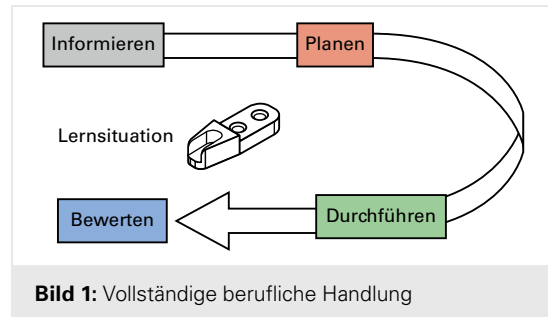 Informieren
Planen
Lernsituation
Bewerten
Durchführen
Bild 1: Vollständige berufliche Handlung